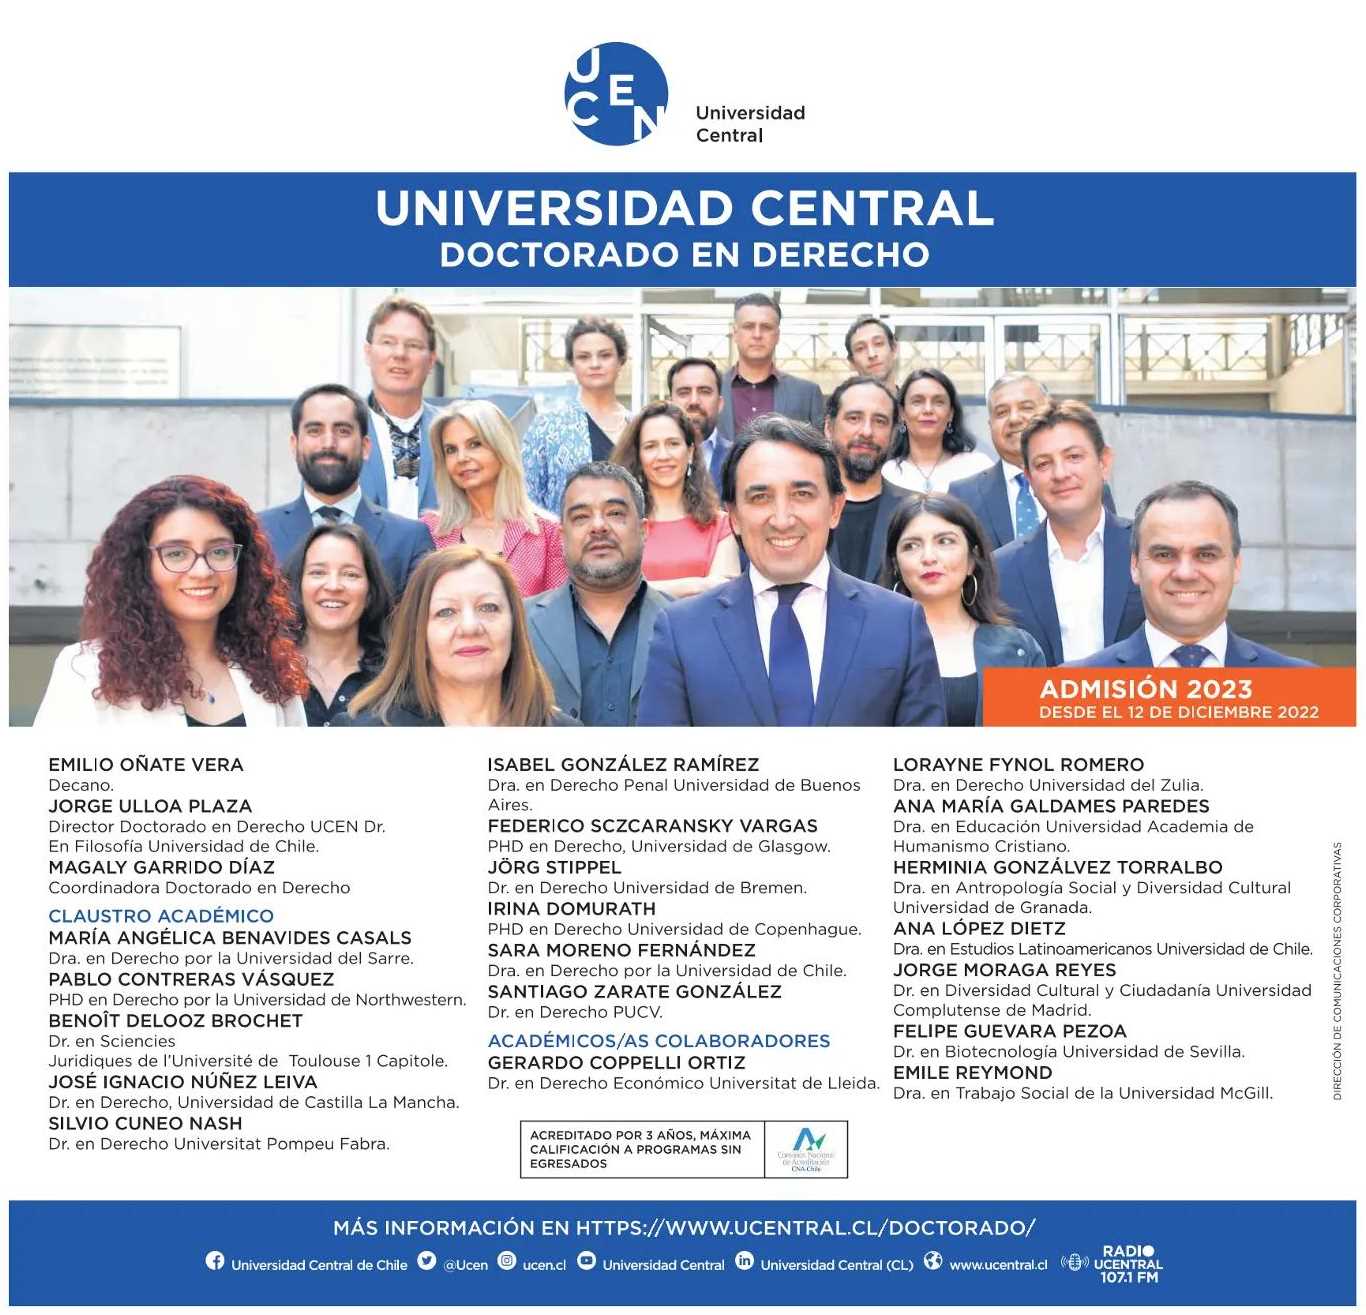 UCEN
Universidad
Central
UNIVERSIDAD CENTRAL
DOCTORADO EN DERECHO
ADMISIÓN 2023
DESDE EL 12 DE DICIEMBRE 2022
EMILIO OÑATE VERA
Decano.
JORGE ULLOA PLAZA
Director Doctorado en Derecho UCEN Dr.
En Filosofía Universidad de Chile.
MAGALY GARRIDO DÍAZ
Coordinadora Doctorado en Derecho
CLAUSTRO ACADÉMICO
MARÍA ANGÉLICA BENAVIDES CASALS
Dra. en Derecho por la Universidad del Sarre.
PABLO CONTRERAS VÁSQUEZ
PHD en Derecho por la Universidad de Northwestern.
BENOÎT DELOOZ BROCHET
Dr. en Sciencies
Juridiques de l'Université de Toulouse 1 Capitole.
JOSÉ IGNACIO NÚÑEZ LEIVA
Dr. en Derecho, Universidad de Castilla La Mancha.
SILVIO CUNEO NASH
Dr. en Derecho Universitat Pompeu Fabra.
ISABEL GONZÁLEZ RAMÍREZ
Dra. en Derecho Penal Universidad de Buenos
Aires.
FEDERICO SCZCARANSKY VARGAS
PHD en Derecho, Universidad de Glasgow.
JÖRG STIPPEL
Dr. en Derecho Universidad de Bremen.
IRINA DOMURATH
PHD en Derecho Universidad de Copenhague.
SARA MORENO FERNÁNDEZ
Dra. en Derecho por la Universidad de Chile.
SANTIAGO ZARATE GONZÁLEZ
Dr. en Derecho PUCV.
ACADÉMICOS/AS COLABORADORES
GERARDO COPPELLI ORTIZ
Dr. en Derecho Económico Universitat de Lleida.
LORAYNE FYNOL ROMERO
Dra. en Derecho Universidad del Zulia.
ANA MARÍA GALDAMES PAREDES
Dra. en Educación Universidad Academia de
Humanismo Cristiano.
HERMINIA GONZÁLVEZ TORRALBO
Dra. en Antropología Social y Diversidad Cultural
Universidad de Granada.
ANA LÓPEZ DIETZ
Dra. en Estudios Latinoamericanos Universidad de Chile.
JORGE MORAGA REYES
Dr. en Diversidad Cultural y Ciudadanía Universidad
Complutense de Madrid.
FELIPE GUEVARA PEZOA
Dr. en Biotecnología Universidad de Sevilla.
EMILE REYMOND
Dra. en Trabajo Social de la Universidad McGill.
DIRECCIÓN DE COMUNICACIONES CORPORATIVAS
ACREDITADO POR 3 AÑOS, MÁXIMA
CALIFICACIÓN A PROGRAMAS SIN
EGRESADOS
Comisión Nacional
de Acreditación
CNA-Chile
MÁS INFORMACIÓN EN HTTPS://WWW.UCENTRAL.CL/DOCTORADO/
Universidad Central de Chile @Ucen ucen.cl Universidad Central Universidad Central (CL) www.ucentral.cl
RADIO
UCENTRAL
107.1 FM